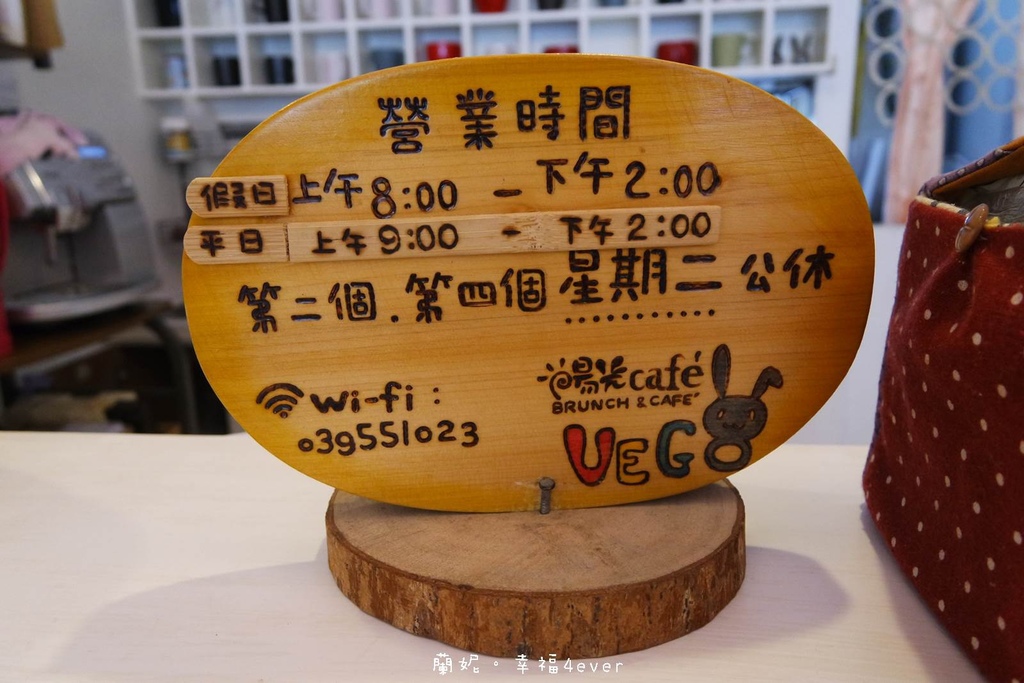 營業時間
假日 上午 8:00 - 下午 2:00
平日 上午 9:00 - 下午 2:00
第二個.第四個 星期二 公休
wi-fi:
039551023
陽光café
BRUNCH & CAFE'
VEGO
蘭妮。幸福4ever